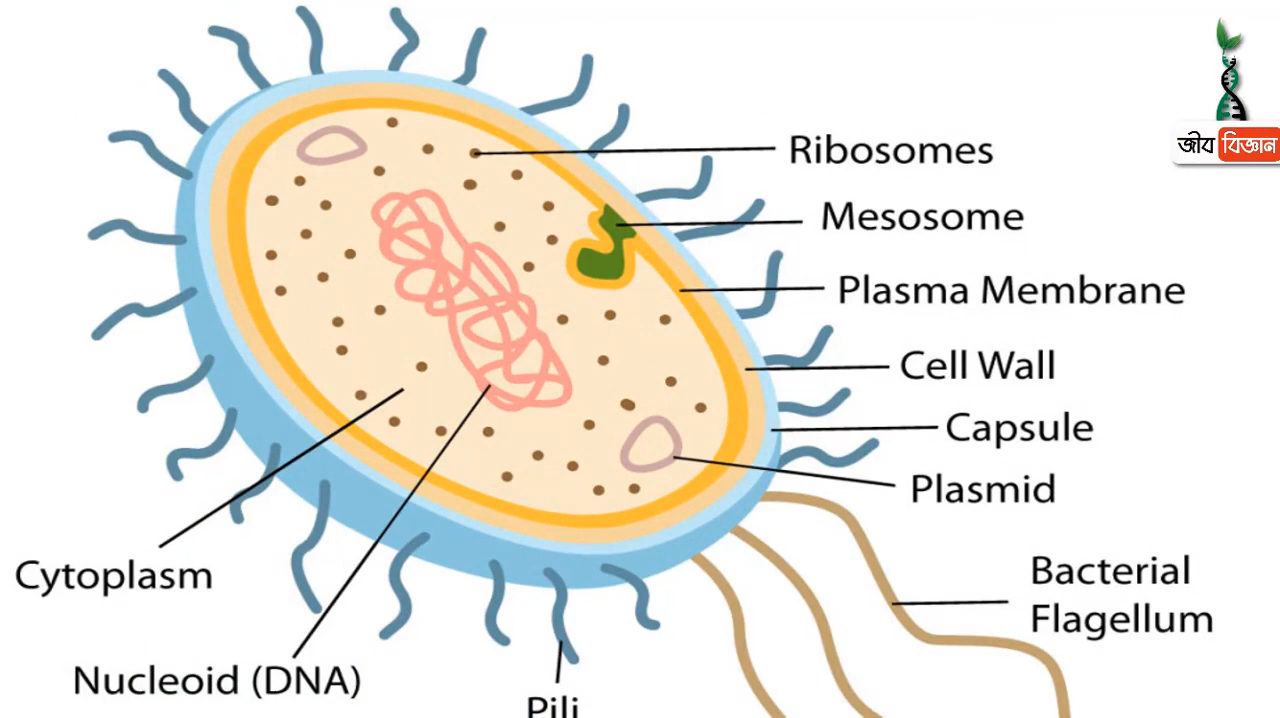 জীব বিজ্ঞান
Ribosomes
Mesosome
Plasma Membrane
Cell Wall
Capsule
Plasmid
Bacterial
Flagellum
Cytoplasm
Nucleoid (DNA)
Pili